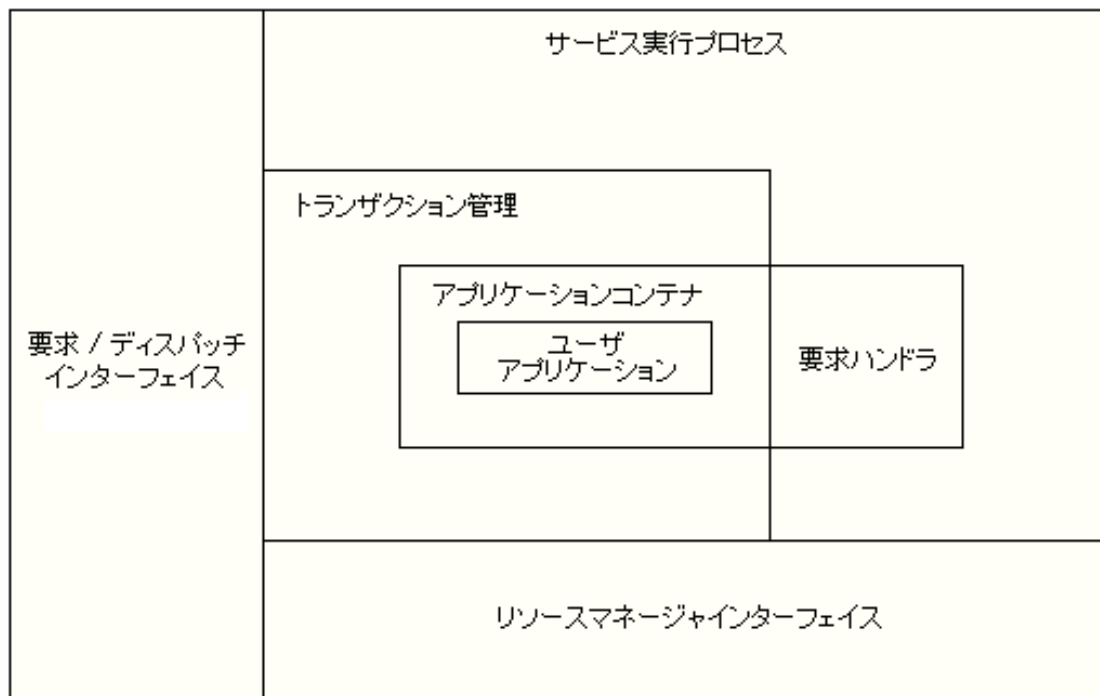 サービス実行プロセス
トランザクション管理
アプリケーションコンテナ
ユーザ
アプリケーション
要求 / ディスパッチ
インターフェイス
要求ハンドラ
リソースマネージャインターフェイス